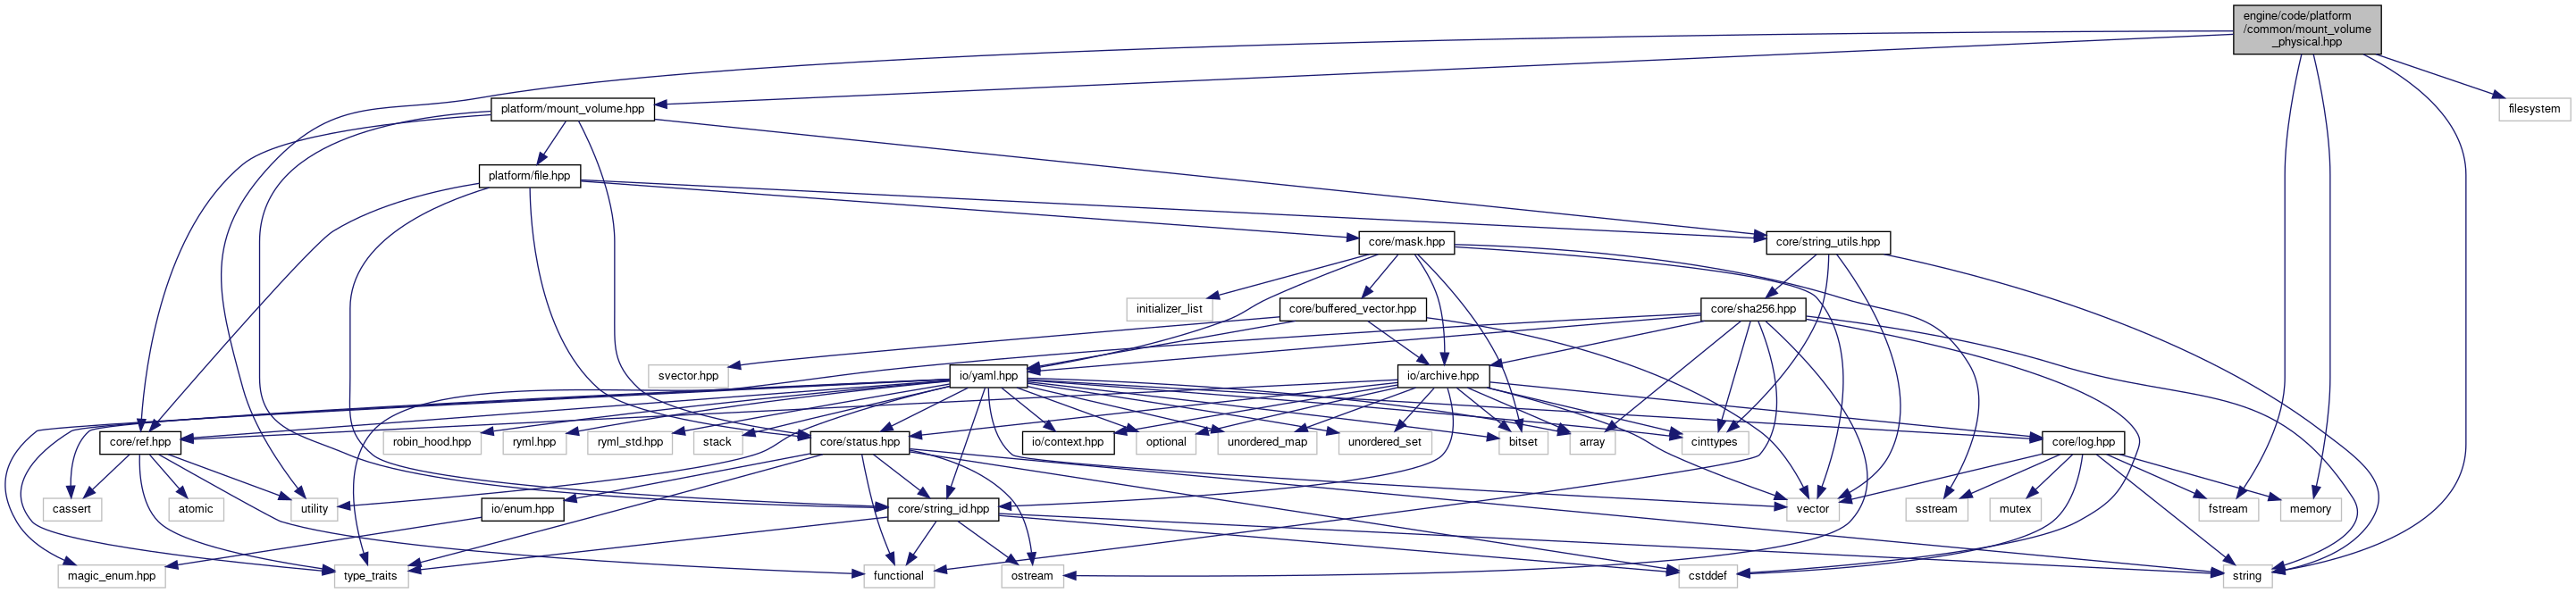 engine/code/platform
/common/mount_volume
_physical.hpp
platform/mount_volume.hpp
filesystem
platform/file.hpp
core/mask.hpp
core/string_utils.hpp
initializer_list
core/buffered_vector.hpp
core/sha256.hpp
svector.hpp
io/yaml.hpp
io/archive.hpp
core/ref.hpp
robin_hood.hpp
ryml.hpp
ryml_std.hpp
stack
core/status.hpp
io/context.hpp
optional
unordered_map
unordered_set
bitset
array
cinttypes
core/log.hpp
cassert
atomic
utility
io/enum.hpp
core/string_id.hpp
vector
sstream
mutex
fstream
memory
magic_enum.hpp
type_traits
functional
ostream
cstddef
string